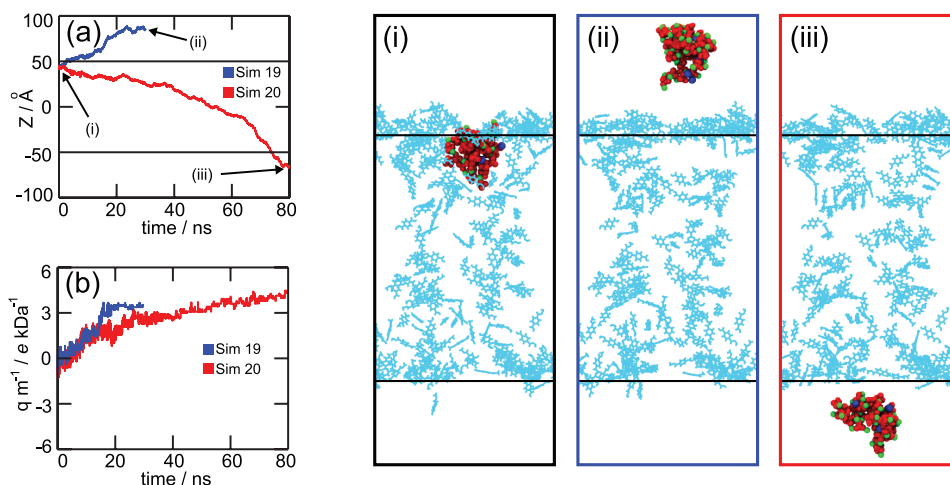 (a)
100
50
0
-50
-100
Z / Å
(i)
(ii)
(iii)
Sim 19
Sim 20
0 20 40 60 80
time / ns
(b)
6
3
0
-3
-6
q m⁻¹ / e kDa⁻¹
Sim 19
Sim 20
0 20 40 60 80
time / ns
(i)
(ii)
(iii)